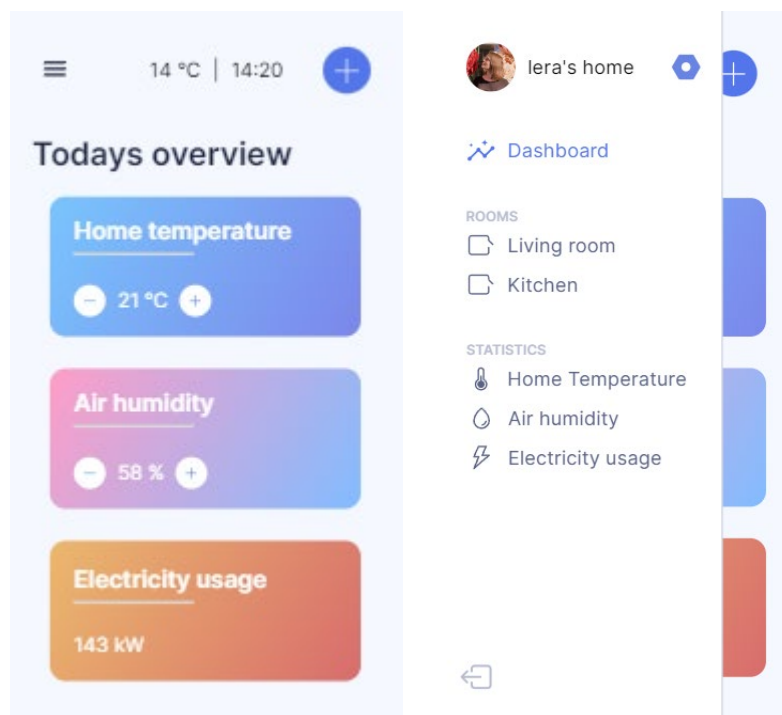 14 °C | 14:20
Todays overview
Home temperature
21 °C
Air humidity
58 %
Electricity usage
143 kW
lera's home
Dashboard
ROOMS
Living room
Kitchen
STATISTICS
Home Temperature
Air humidity
Electricity usage